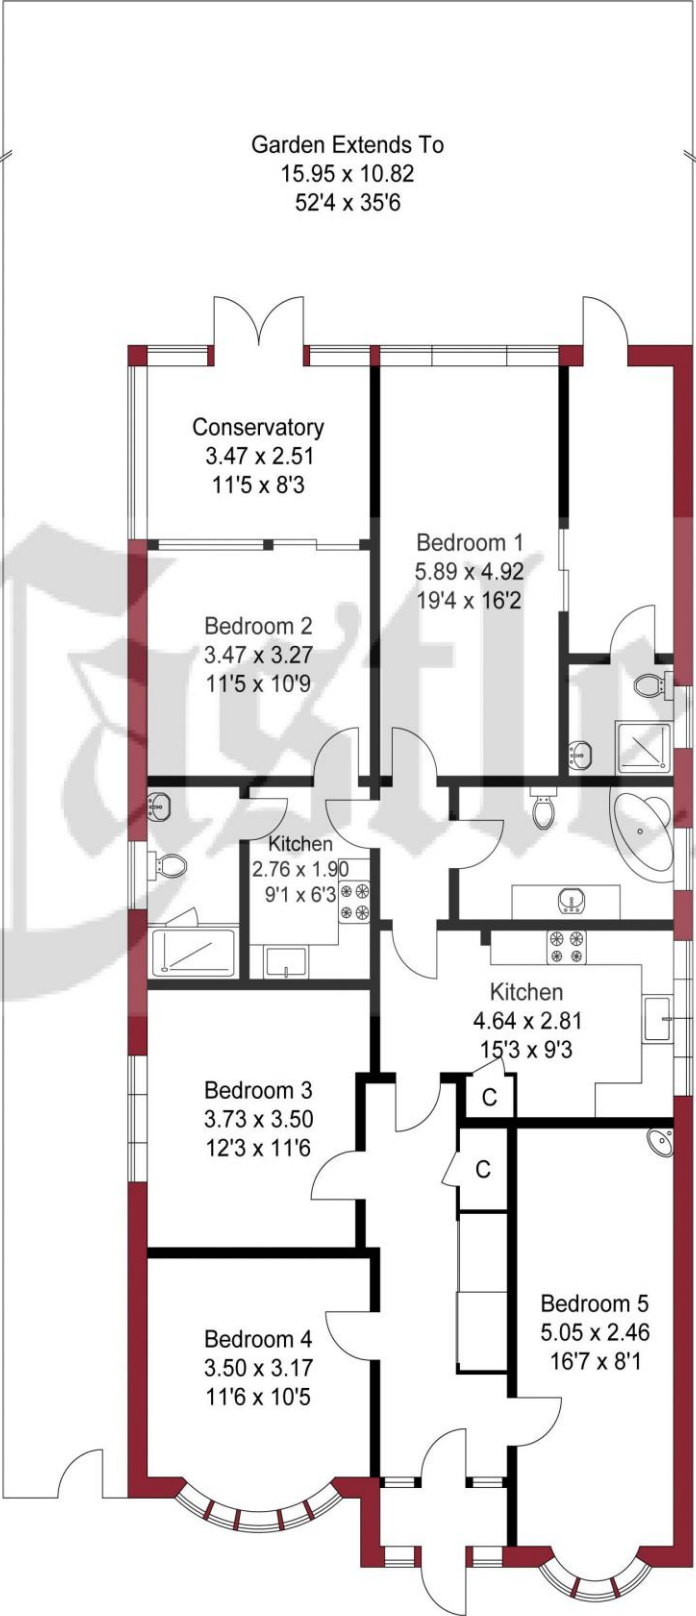 Garden Extends To
15.95 x 10.82
52'4 x 35'6
Conservatory
3.47 x 2.51
11'5 x 8'3
Bedroom 1
5.89 x 4.92
19'4 x 16'2
Bedroom 2
3.47 x 3.27
11'5 x 10'9
Castle
Kitchen
2.76 x 1.90
9'1 x 6'3
Kitchen
4.64 x 2.81
15'3 x 9'3
C
Bedroom 3
3.73 x 3.50
12'3 x 11'6
C
Bedroom 5
5.05 x 2.46
16'7 x 8'1
Bedroom 4
3.50 x 3.17
11'6 x 10'5